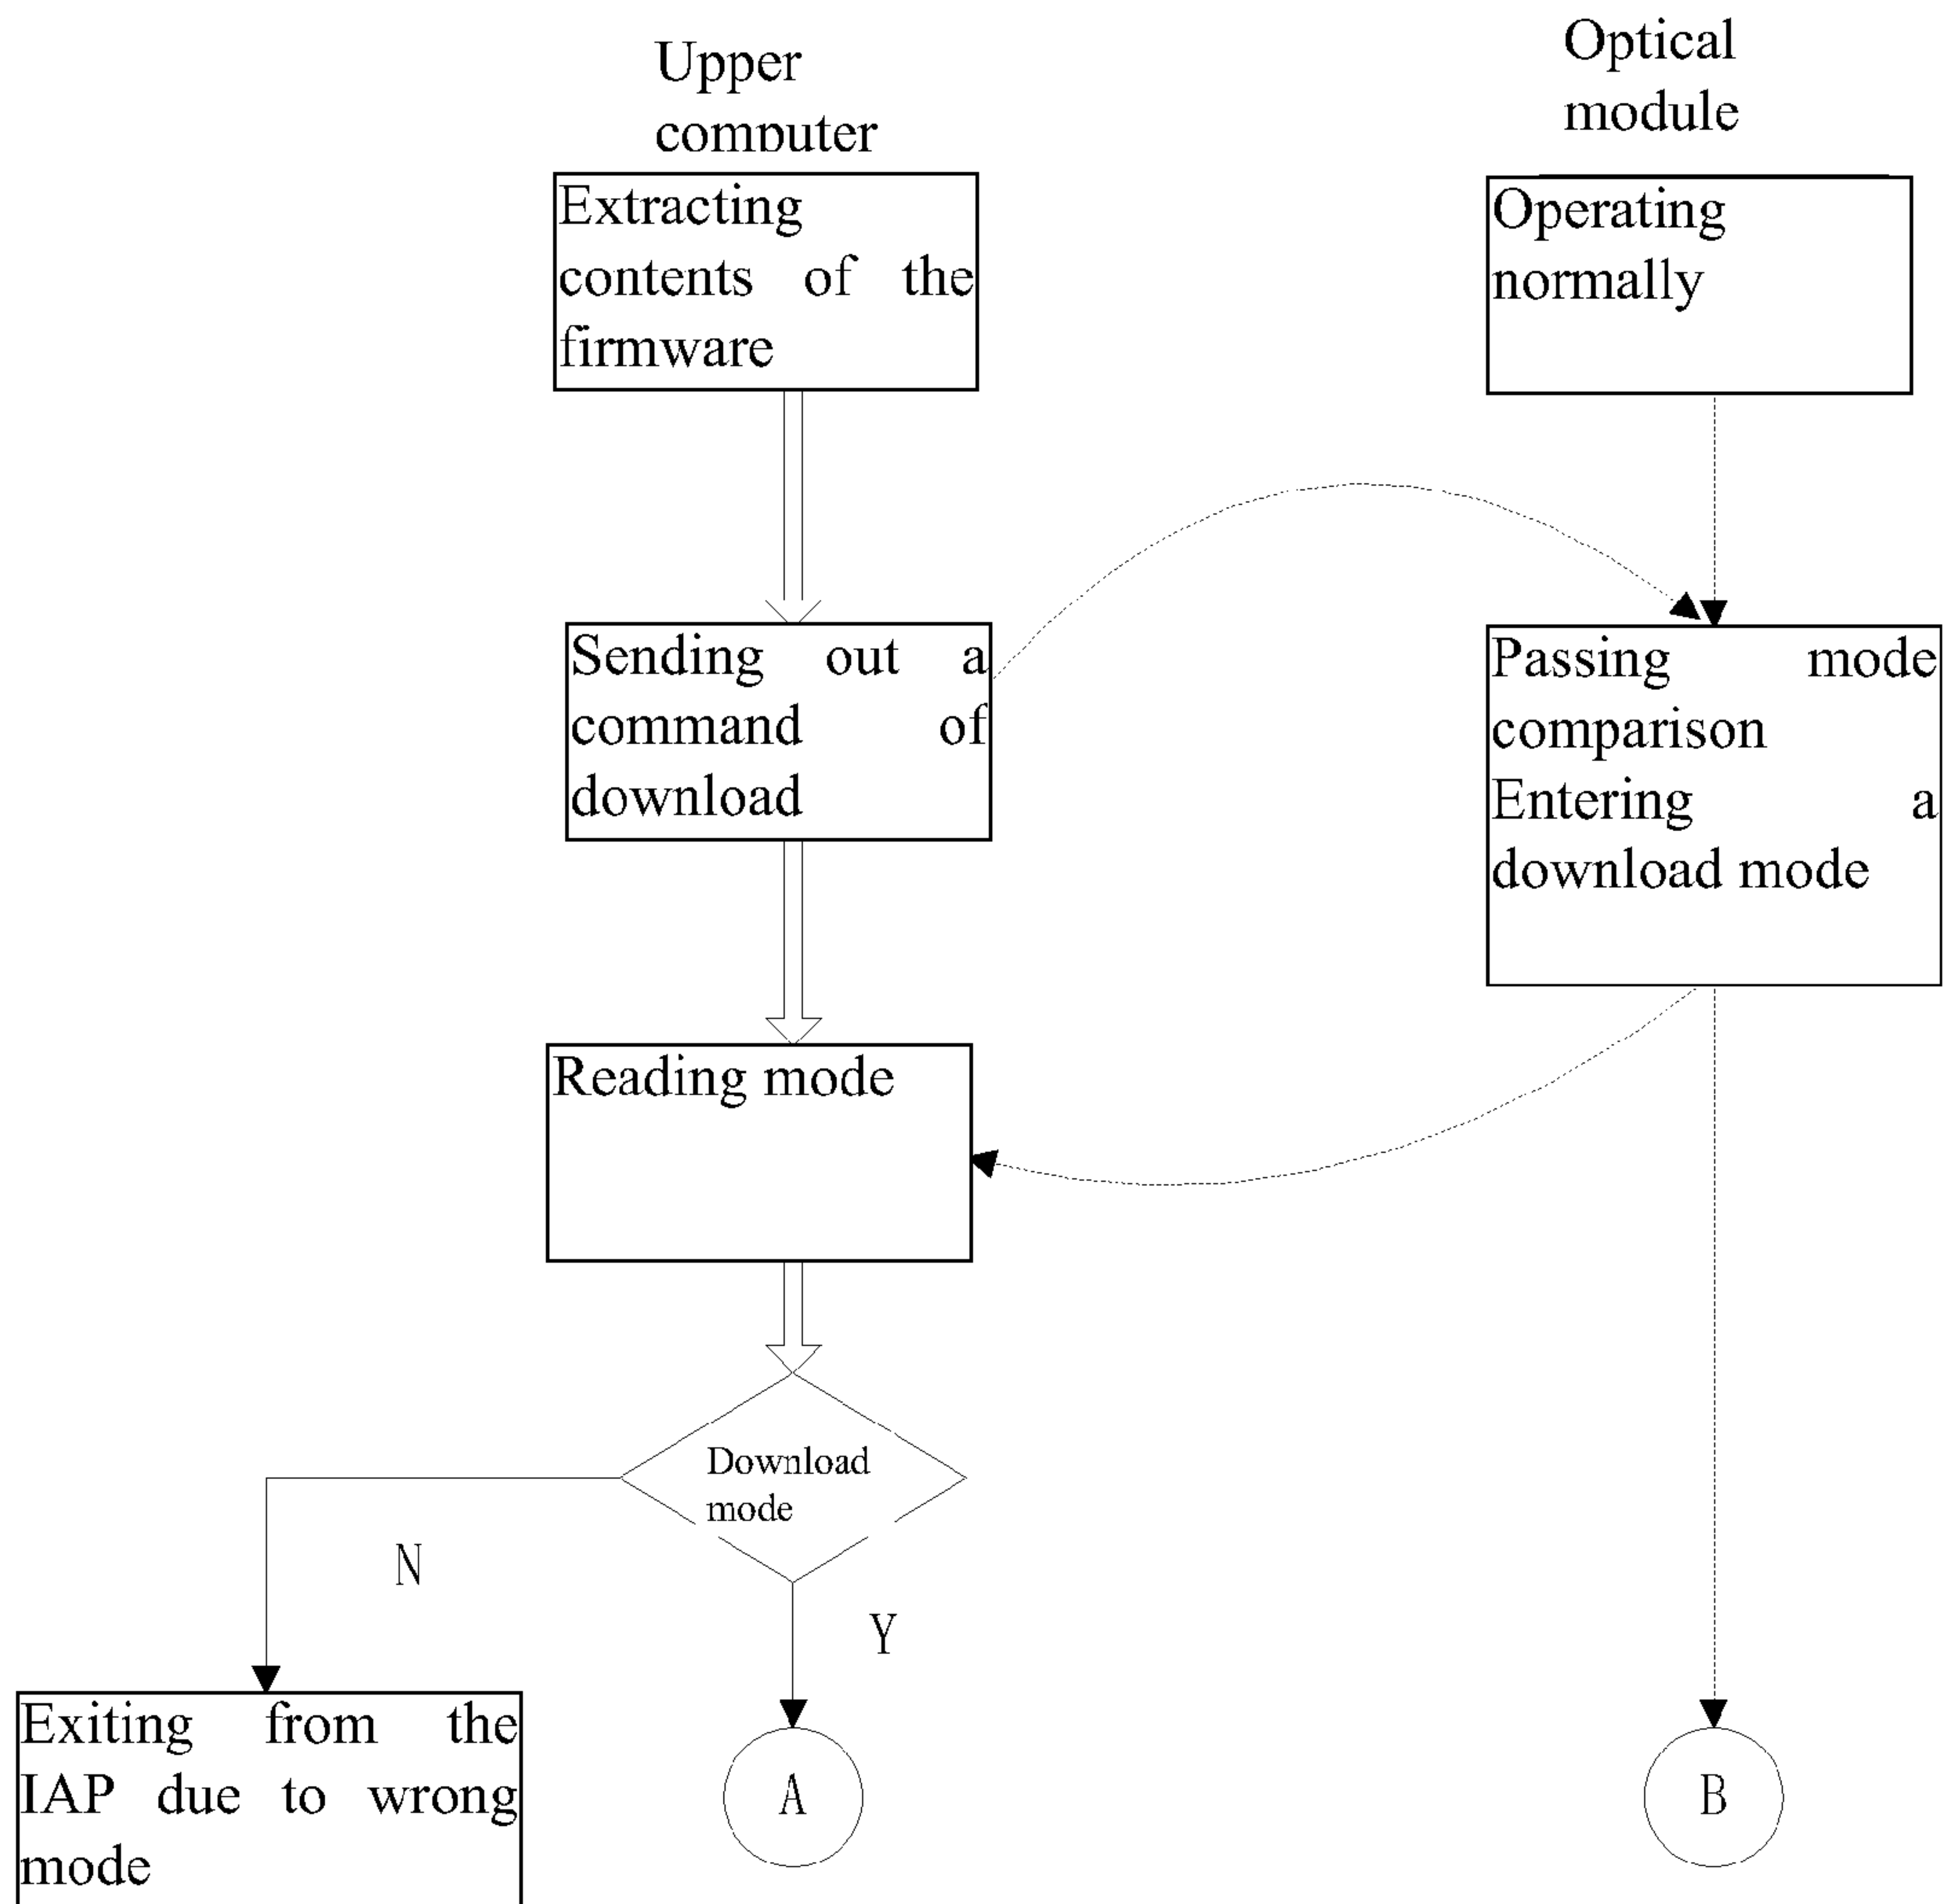 Upper
computer
Optical
module
Extracting
contents of the
firmware
Operating
normally
Sending out a
command of
download
Passing mode
comparison
Entering a
download mode
Reading mode
Download
mode
N
Y
Exiting from the
IAP due to wrong
mode
A
B